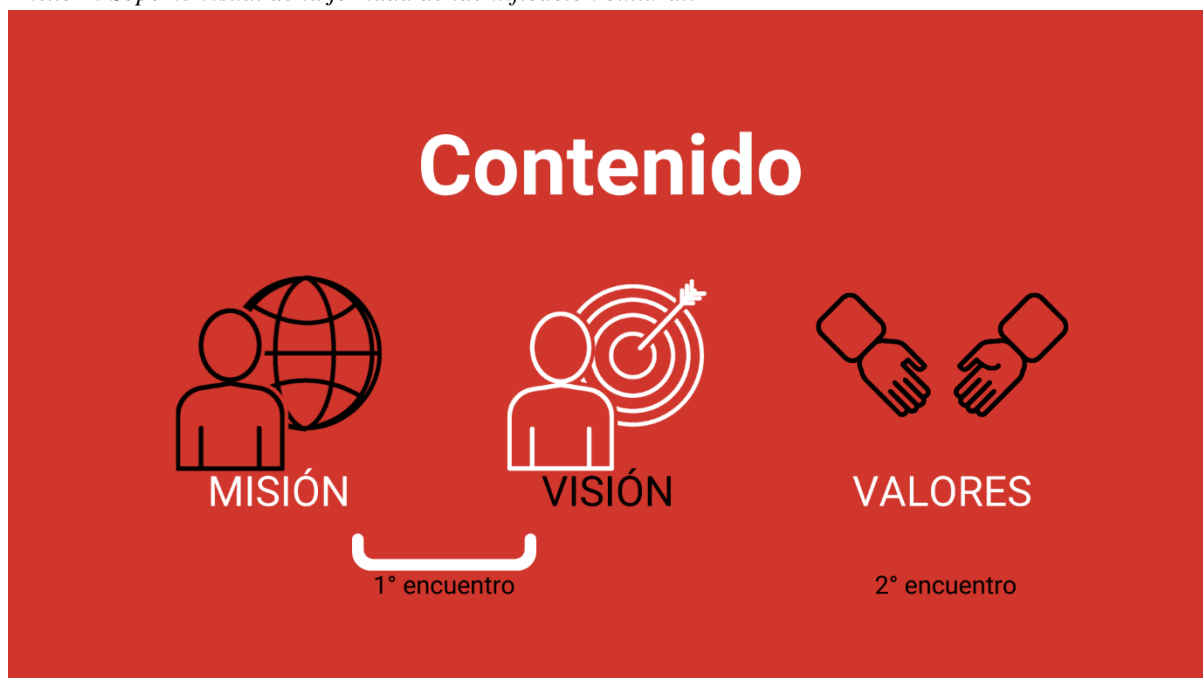 Contenido
MISIÓN
VISIÓN
VALORES
1° encuentro
2° encuentro